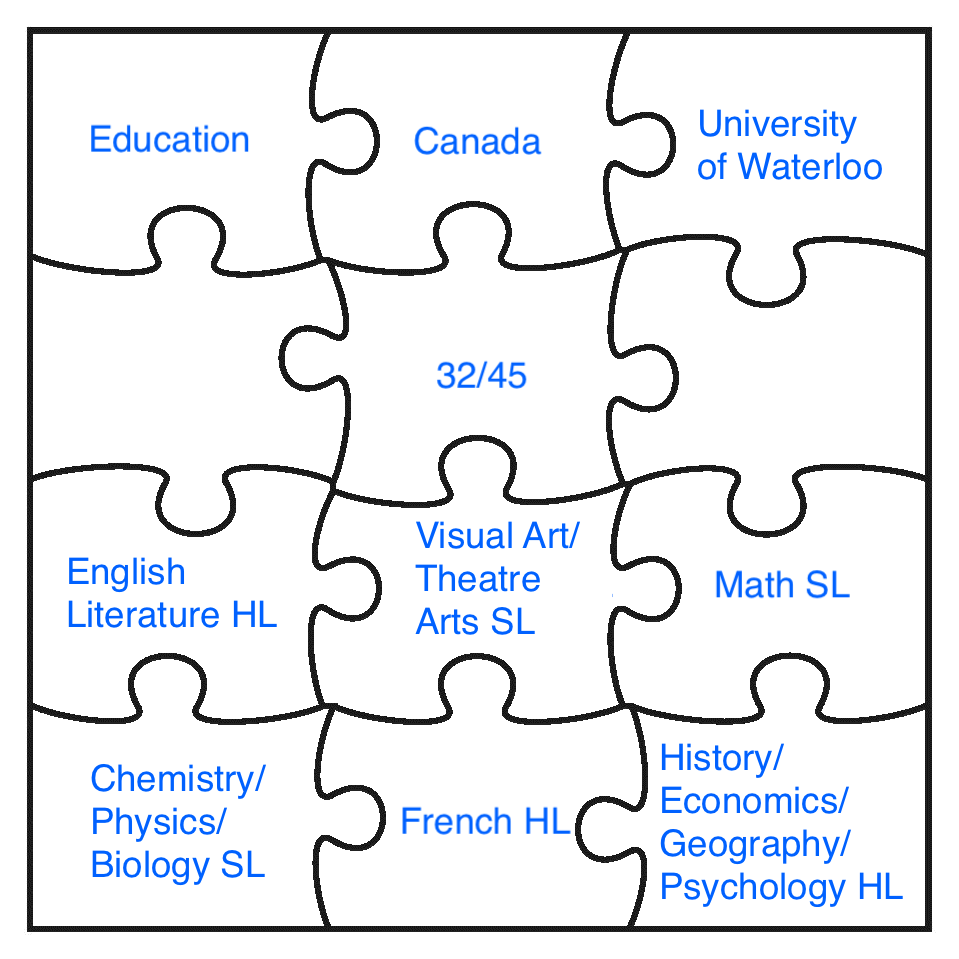 Education
Canada
University
of Waterloo
32/45
English
Literature HL
Visual Art/
Theatre
Arts SL
Math SL
Chemistry/
Physics/
Biology SL
French HL
History/
Economics/
Geography/
Psychology HL